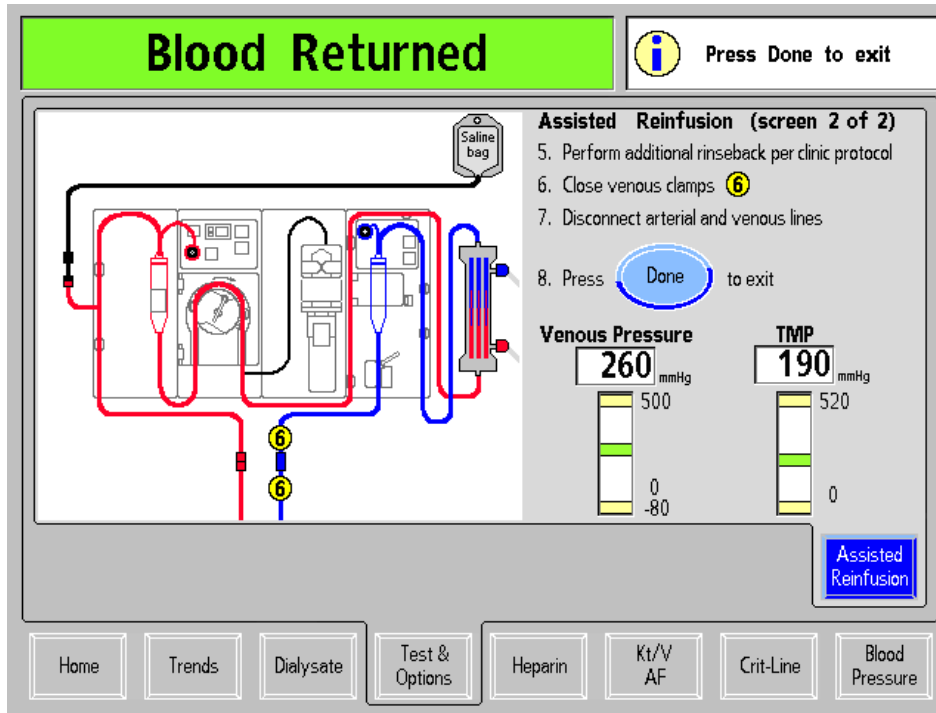 Blood Returned
i
Press Done to exit
Saline
bag
Assisted Reinfusion (screen 2 of 2)
5. Perform additional rinseback per clinic protocol
6. Close venous clamps 6
7. Disconnect arterial and venous lines
8. Press Done to exit
Venous Pressure
260 mmHg
500
0
-80
TMP
190 mmHg
520
0
6
6
Assisted
Reinfusion
Home
Trends
Dialysate
Test &
Options
Heparin
Kt/V
AF
Crit-Line
Blood
Pressure